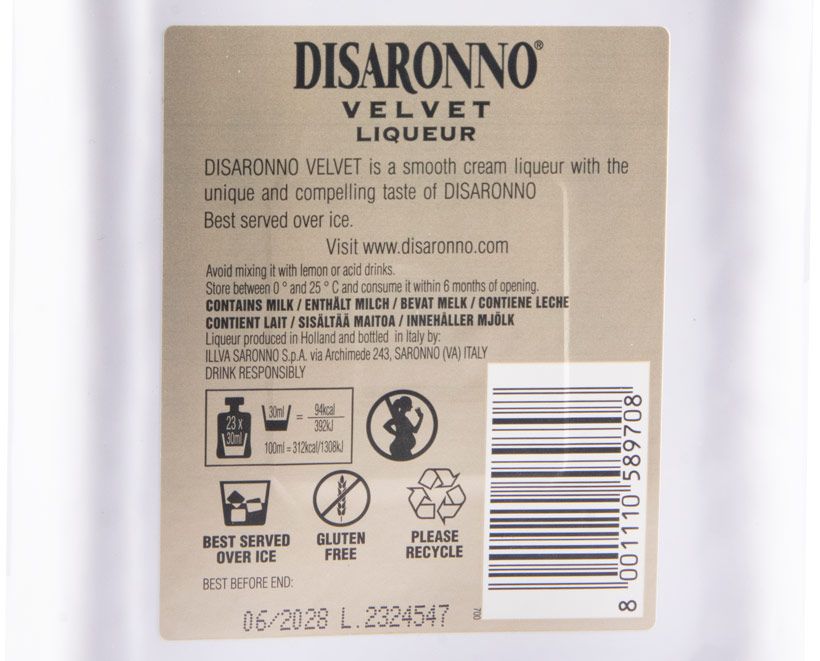 DISARONNO®
VELVET
LIQUEUR
DISARONNO VELVET is a smooth cream liqueur with the
unique and compelling taste of DISARONNO
Best served over ice.
Visit www.disaronno.com
Avoid mixing it with lemon or acid drinks.
Store between 0 ° and 25 ° C and consume it within 6 months of opening.
CONTAINS MILK / ENTHÄLT MILCH / BEVAT MELK / CONTIENE LECHE
CONTIENT LAIT / SISÄLTÄÄ MAITOA / INNEHÅLLER MJÖLK
Liqueur produced in Holland and bottled in Italy by:
ILLVA SARONNO S.p.A. via Archimede 243, SARONNO (VA) ITALY
DRINK RESPONSIBLY
23 x
30ml
30ml = 94kcal
392kJ
100ml = 312kcal/1308kJ
BEST SERVED
OVER ICE
GLUTEN
FREE
PLEASE
RECYCLE
BEST BEFORE END:
06/2028 L.2324547
700
8 001110 589708